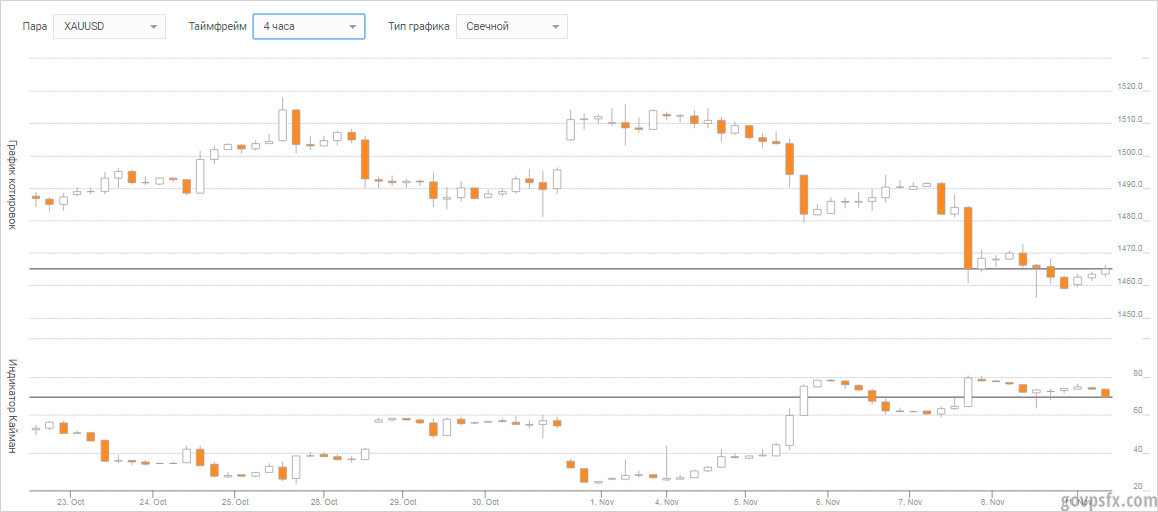 Пара XAUUSD Таймфрейм 4 часа Тип графика Свечной
График котировок
1520.0
1510.0
1500.0
1490.0
1480.0
1470.0
1460.0
1450.0
Индикатор Кайман
80
60
40
20
23. Oct 24. Oct 25. Oct 28. Oct 29. Oct 30. Oct 1. Nov 4. Nov 5. Nov 6. Nov 7. Nov 8. Nov
govpsfx.com